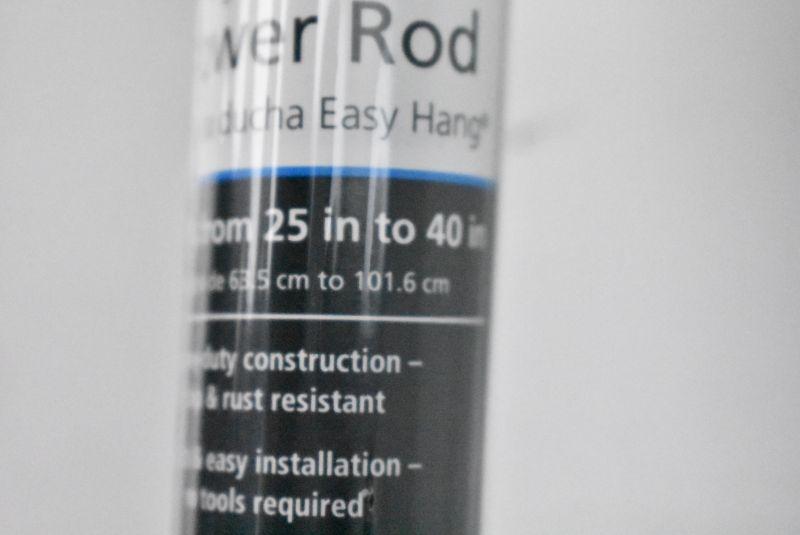 wer Rod
ducha Easy Hang®
from 25 in to 40 in
63.5 cm to 101.6 cm
duty construction –
& rust resistant
& easy installation –
tools required